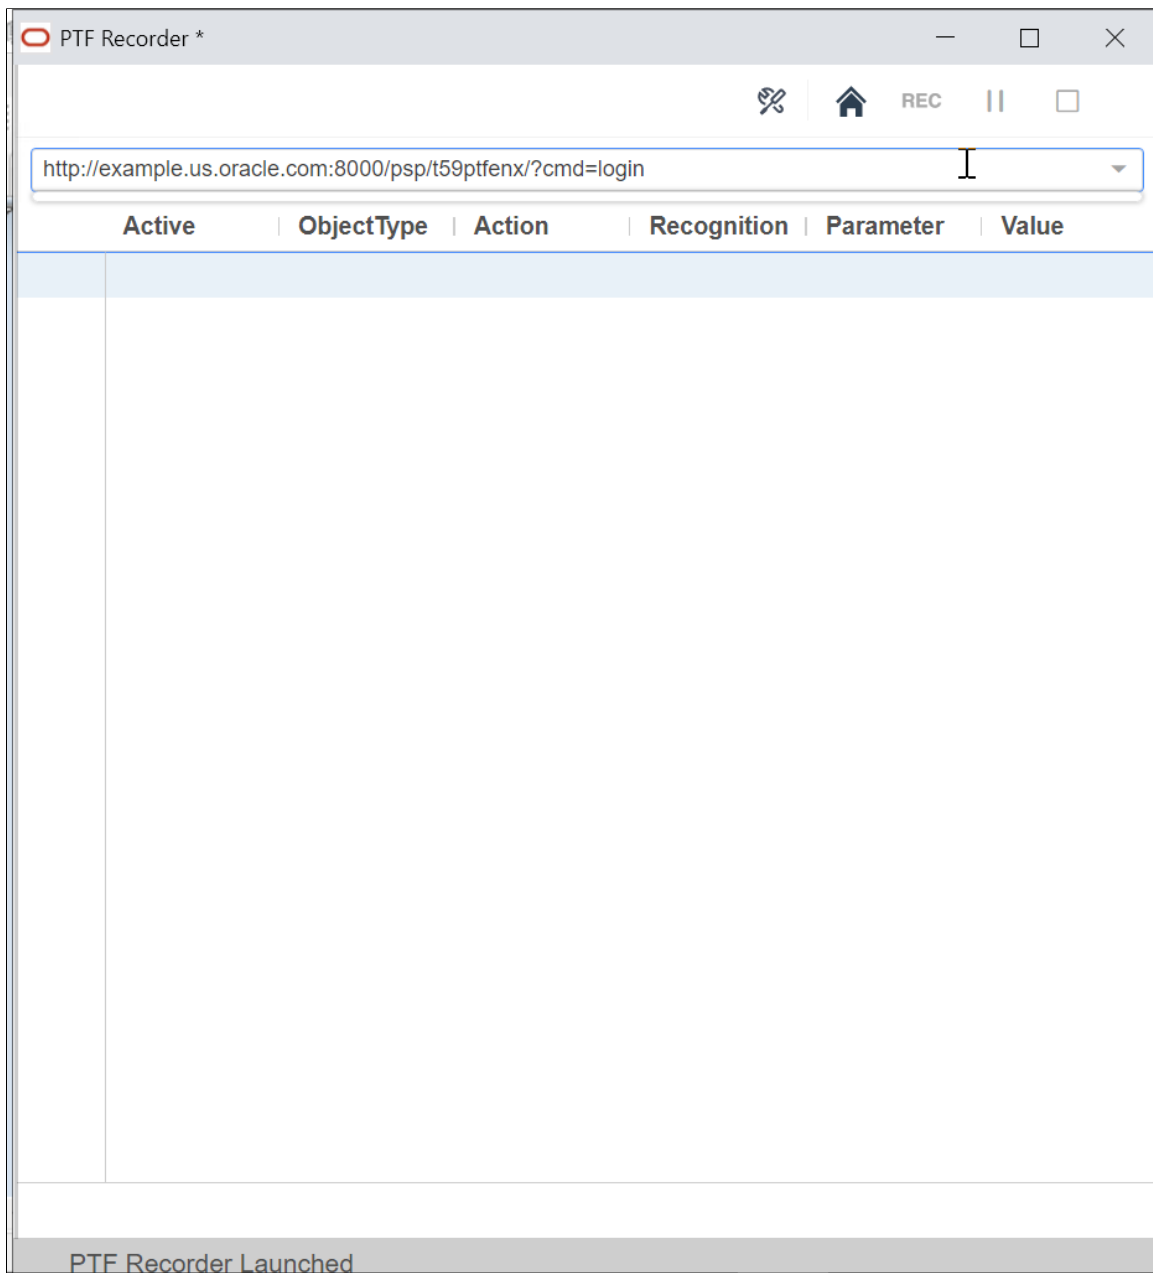 PTF Recorder *
REC
http://example.us.oracle.com:8000/psp/t59ptfenx/?cmd=login
Active ObjectType Action Recognition Parameter Value
PTF Recorder Launched